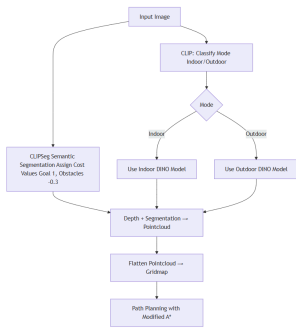 Input Image
CLIP: Classify Mode
Indoor/Outdoor
Mode
CLIPSeg Semantic
Segmentation Assign Cost
Values Goal 1, Obstacles
-0.3
Indoor
Outdoor
Use Indoor DINO Model
Use Outdoor DINO Model
Depth + Segmentation →
Pointcloud
Flatten Pointcloud →
Gridmap
Path Planning with
Modified A*